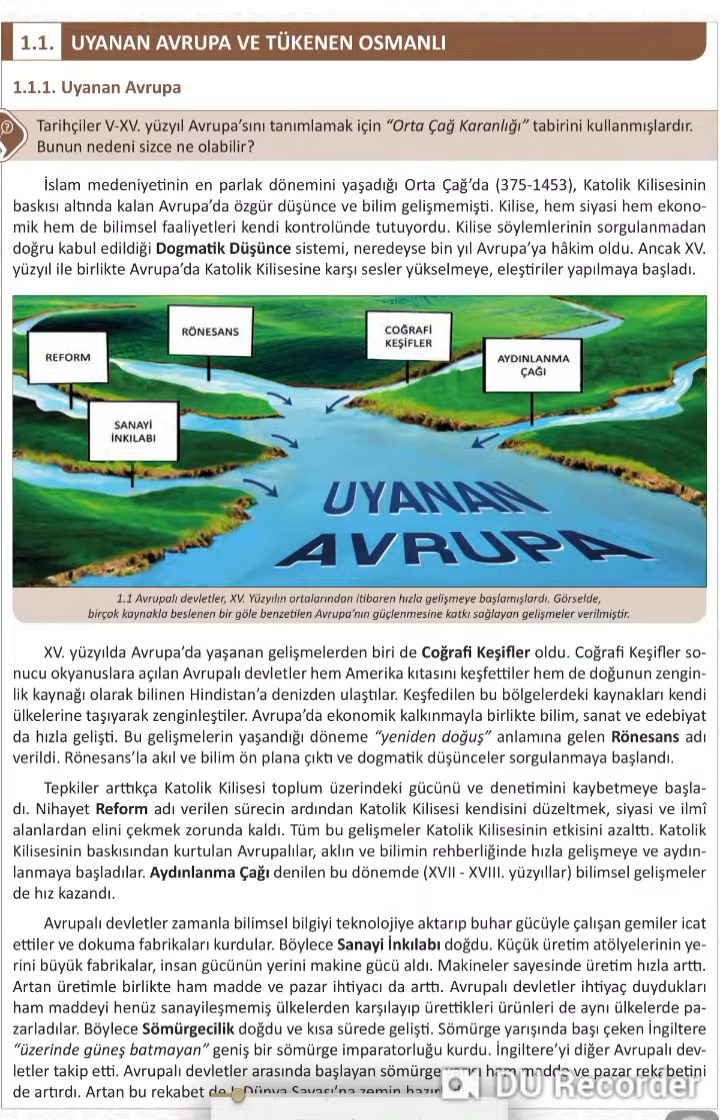 1.1. UYANAN AVRUPA VE TÜKENEN OSMANLI
1.1.1. Uyanan Avrupa
Tarihçiler V-XV. yüzyıl Avrupa’sını tanımlamak için “Orta Çağ Karanlığı” tabirini kullanmışlardır.
Bunun nedeni sizce ne olabilir?
İslam medeniyetinin en parlak dönemini yaşadığı Orta Çağ’da (375-1453), Katolik Kilisesinin
baskısı altında kalan Avrupa’da özgür düşünce ve bilim gelişmemişti. Kilise, hem siyasi hem ekono-
mik hem de bilimsel faaliyetleri kendi kontrolünde tutuyordu. Kilise söylemlerinin sorgulanmadan
doğru kabul edildiği Dogmatik Düşünce sistemi, neredeyse bin yıl Avrupa’ya hâkim oldu. Ancak XV.
yüzyıl ile birlikte Avrupa’da Katolik Kilisesine karşı sesler yükselmeye, eleştiriler yapılmaya başladı.
REFORM
RÖNESANS
COĞRAFİ
KEŞİFLER
AYDINLANMA
ÇAĞI
SANAYİ
İNKILABI
UYANAN
AVRUPA
1.1 Avrupalı devletler, XV. Yüzyılın ortalarından itibaren hızla gelişmeye başlamışlardı. Görselde,
birçok kaynakla beslenen bir göle benzetilen Avrupa’nın güçlenmesine katkı sağlayan gelişmeler verilmiştir.
XV. yüzyılda Avrupa’da yaşanan gelişmelerden biri de Coğrafi Keşifler oldu. Coğrafi Keşifler so-
nucu okyanuslara açılan Avrupalı devletler hem Amerika kıtasını keşfettiler hem de doğunun zengin-
lik kaynağı olarak bilinen Hindistan’a denizden ulaştılar. Keşfedilen bu bölgelerdeki kaynakları kendi
ülkelerine taşıyarak zenginleştiler. Avrupa’da ekonomik kalkınmayla birlikte bilim, sanat ve edebiyat
da hızla gelişti. Bu gelişmelerin yaşandığı döneme “yeniden doğuş” anlamına gelen Rönesans adı
verildi. Rönesans’la akıl ve bilim ön plana çıktı ve dogmatik düşünceler sorgulanmaya başlandı.
Tepkiler arttıkça Katolik Kilisesi toplum üzerindeki gücünü ve denetimini kaybetmeye başla-
dı. Nihayet Reform adı verilen sürecin ardından Katolik Kilisesi kendisini düzeltmek, siyasi ve ilmî
alanlardan elini çekmek zorunda kaldı. Tüm bu gelişmeler Katolik Kilisesinin etkisini azalttı. Katolik
Kilisesinin baskısından kurtulan Avrupalılar, aklın ve bilimin rehberliğinde hızla gelişmeye ve aydın-
lanmaya başladılar. Aydınlanma Çağı denilen bu dönemde (XVII - XVIII. yüzyıllar) bilimsel gelişmeler
de hız kazandı.
Avrupalı devletler zamanla bilimsel bilgiyi teknolojiye aktarıp buhar gücüyle çalışan gemiler icat
ettiler ve dokuma fabrikaları kurdular. Böylece Sanayi İnkılabı doğdu. Küçük üretim atölyelerinin ye-
rini büyük fabrikalar, insan gücünün yerini makine gücü aldı. Makineler sayesinde üretim hızla arttı.
Artan üretimle birlikte ham madde ve pazar ihtiyacı da arttı. Avrupalı devletler ihtiyaç duydukları
ham maddeyi henüz sanayileşmemiş ülkelerden karşılayıp ürettikleri ürünleri de aynı ülkelerde pa-
zarladılar. Böylece Sömürgecilik doğdu ve kısa sürede gelişti. Sömürge yarışında başı çeken İngiltere
“üzerinde güneş batmayan” geniş bir sömürge imparatorluğu kurdu. İngiltere’yi diğer Avrupalı dev-
letler takip etti. Avrupalı devletler arasında başlayan sömürge ham madde ve pazar rekabetini
de artırdı. Artan bu rekabet Dünya Savaşı’na zemin
DU Recorder